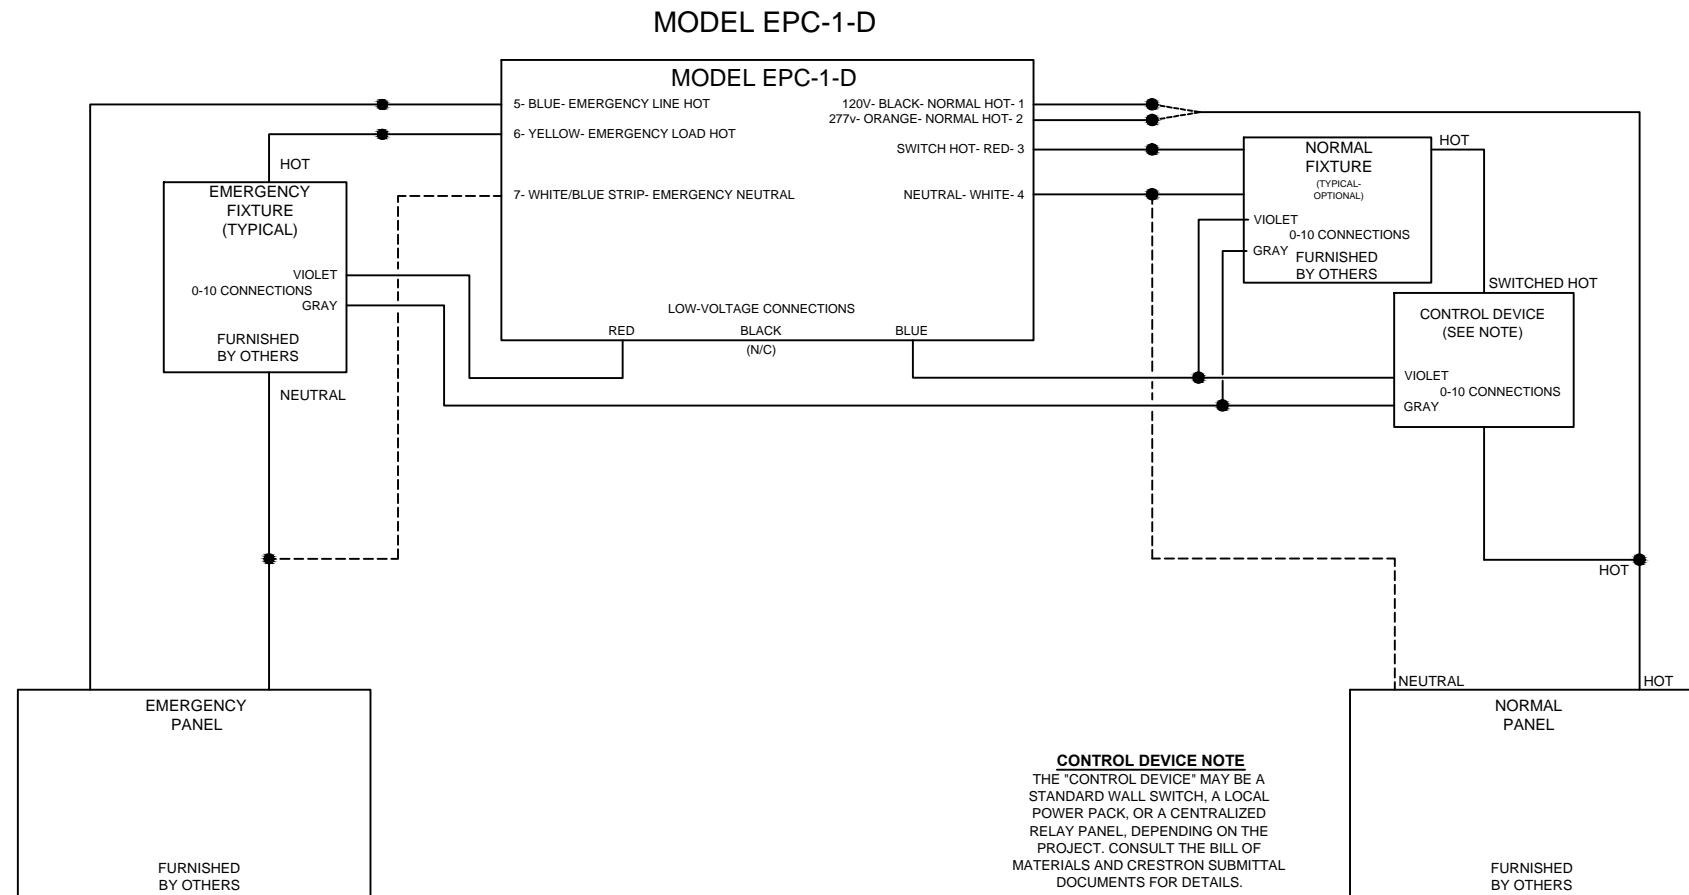 MODEL EPC-1-D
MODEL EPC-1-D
5- BLUE- EMERGENCY LINE HOT
6- YELLOW- EMERGENCY LOAD HOT
7- WHITE/BLUE STRIP- EMERGENCY NEUTRAL
120V- BLACK- NORMAL HOT- 1
277v- ORANGE- NORMAL HOT- 2
SWITCH HOT- RED- 3
NEUTRAL- WHITE- 4
LOW-VOLTAGE CONNECTIONS
RED
BLACK
BLUE
(N/C)
HOT
EMERGENCY
FIXTURE
(TYPICAL)
VIOLET
0-10 CONNECTIONS
GRAY
FURNISHED
BY OTHERS
NEUTRAL
NORMAL
FIXTURE
(TYPICAL-
OPTIONAL)
VIOLET
0-10 CONNECTIONS
GRAY
FURNISHED
BY OTHERS
HOT
SWITCHED HOT
CONTROL DEVICE
(SEE NOTE)
VIOLET
0-10 CONNECTIONS
GRAY
HOT
NEUTRAL
HOT
EMERGENCY
PANEL
FURNISHED
BY OTHERS
CONTROL DEVICE NOTE
THE "CONTROL DEVICE" MAY BE A
STANDARD WALL SWITCH, A LOCAL
POWER PACK, OR A CENTRALIZED
RELAY PANEL, DEPENDING ON THE
PROJECT. CONSULT THE BILL OF
MATERIALS AND CRESTRON SUBMITTAL
DOCUMENTS FOR DETAILS.
NORMAL
PANEL
FURNISHED
BY OTHERS